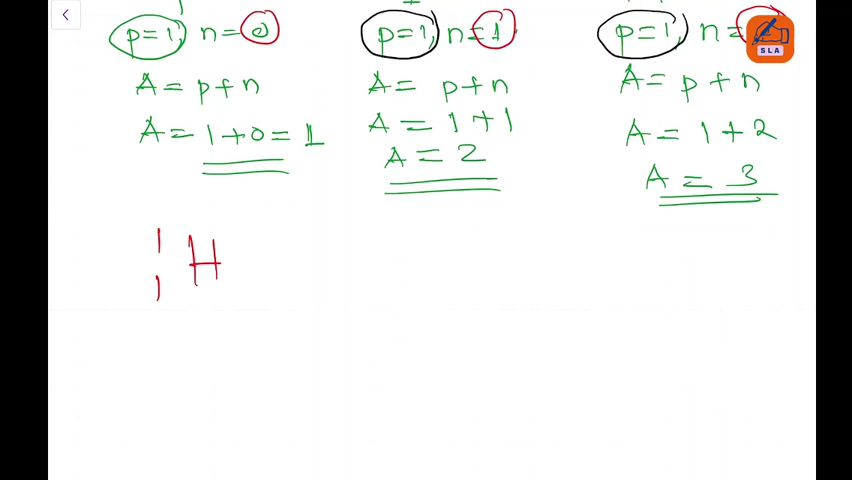 p=1, n=0
A = p+n
A = 1+0 = 1
p=1, n=1
A = p+n
A = 1+1
A = 2
p=1, n=
SLA
A = p+n
A = 1+2
A = 3
1
1 H